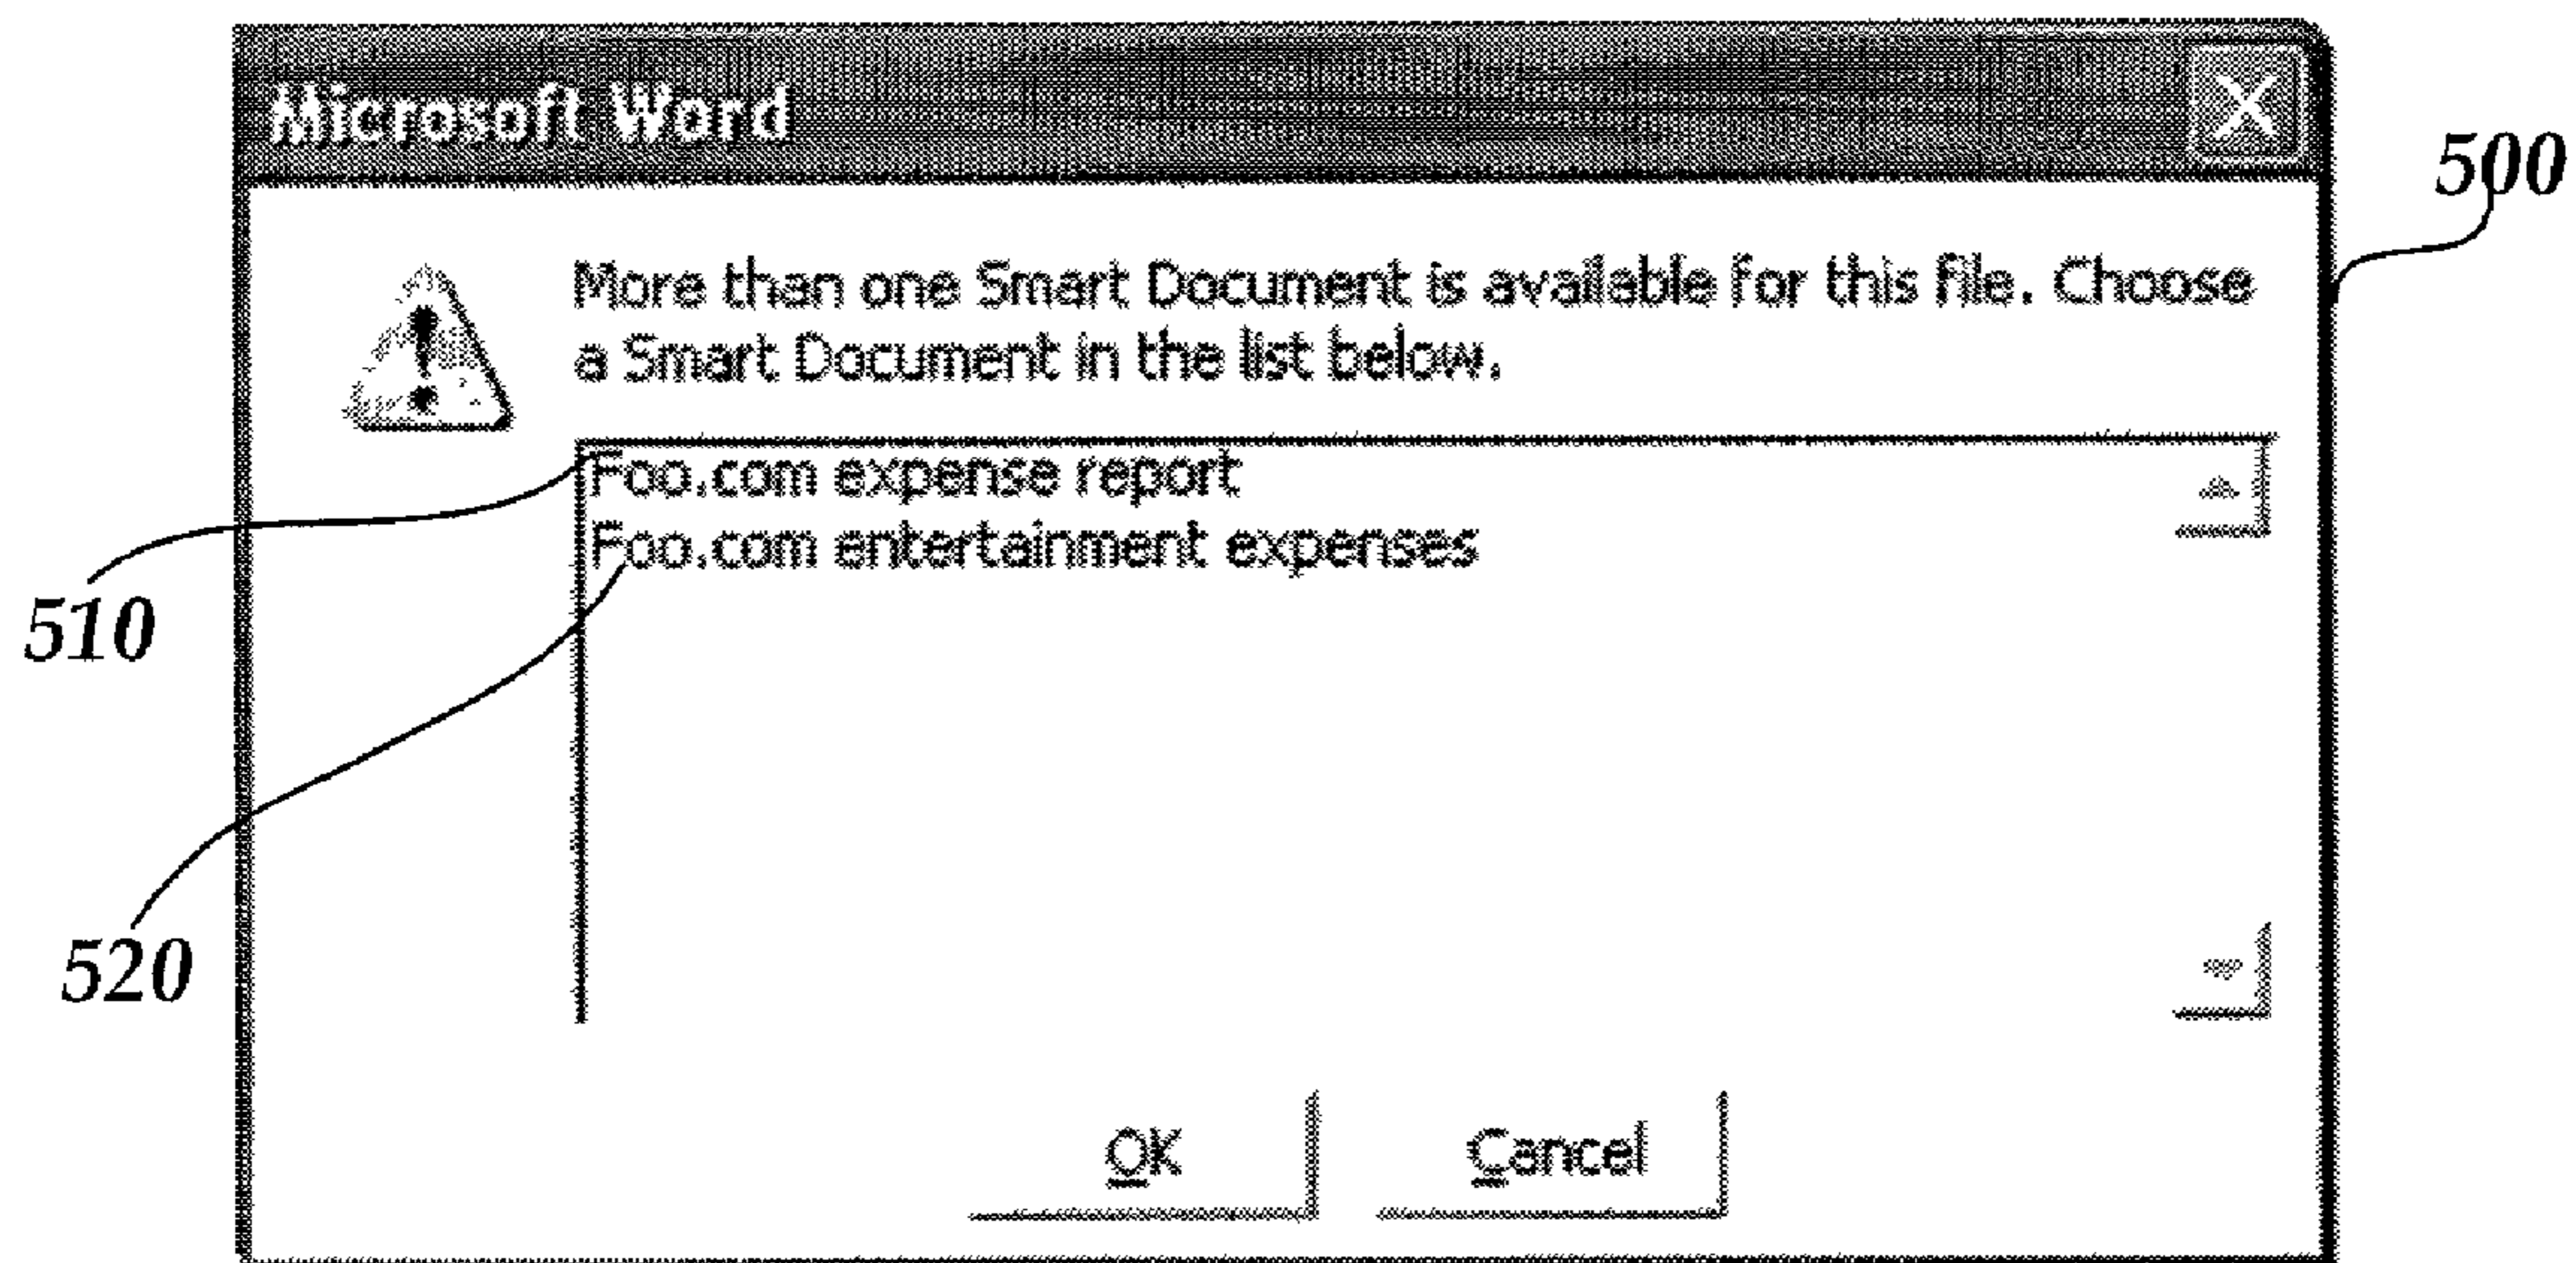 Microsoft Word
X
500
More than one Smart Document is available for this file. Choose
a Smart Document in the list below.
Foo.com expense report
Foo.com entertainment expenses
510
520
OK
Cancel